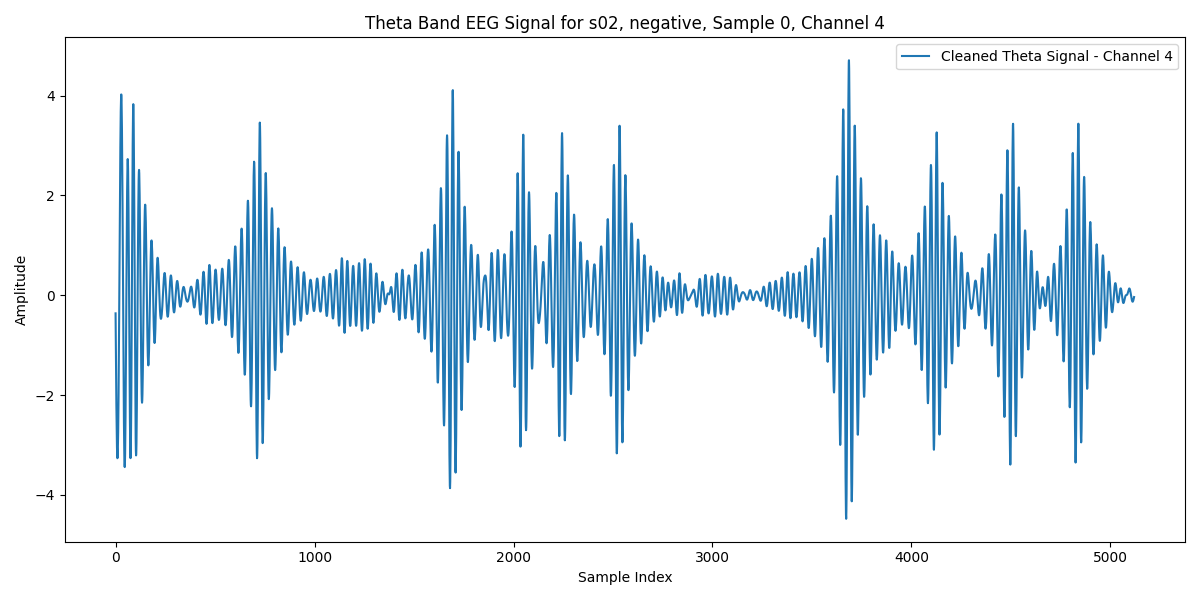 Theta Band EEG Signal for s02, negative, Sample 0, Channel 4
Cleaned Theta Signal - Channel 4
Amplitude
4
2
0
−2
−4
0 1000 2000 3000 4000 5000
Sample Index